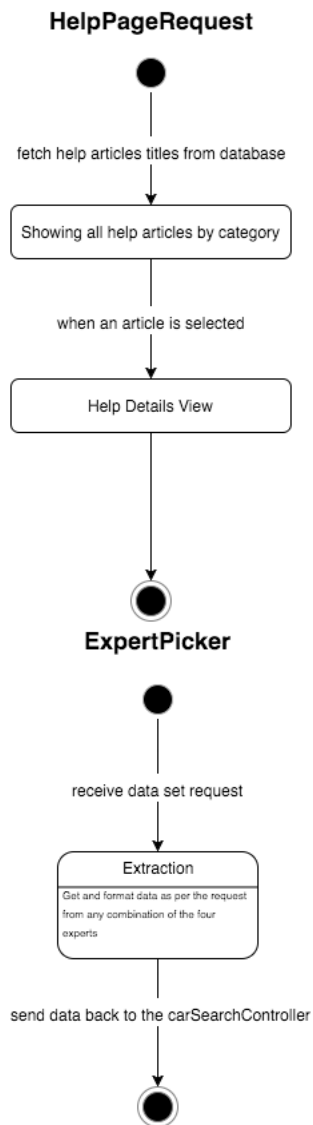 HelpPageRequest
fetch help articles titles from database
Showing all help articles by category
when an article is selected
Help Details View
ExpertPicker
receive data set request
Extraction
Get and format data as per the request
from any combination of the four
experts
send data back to the carSearchController